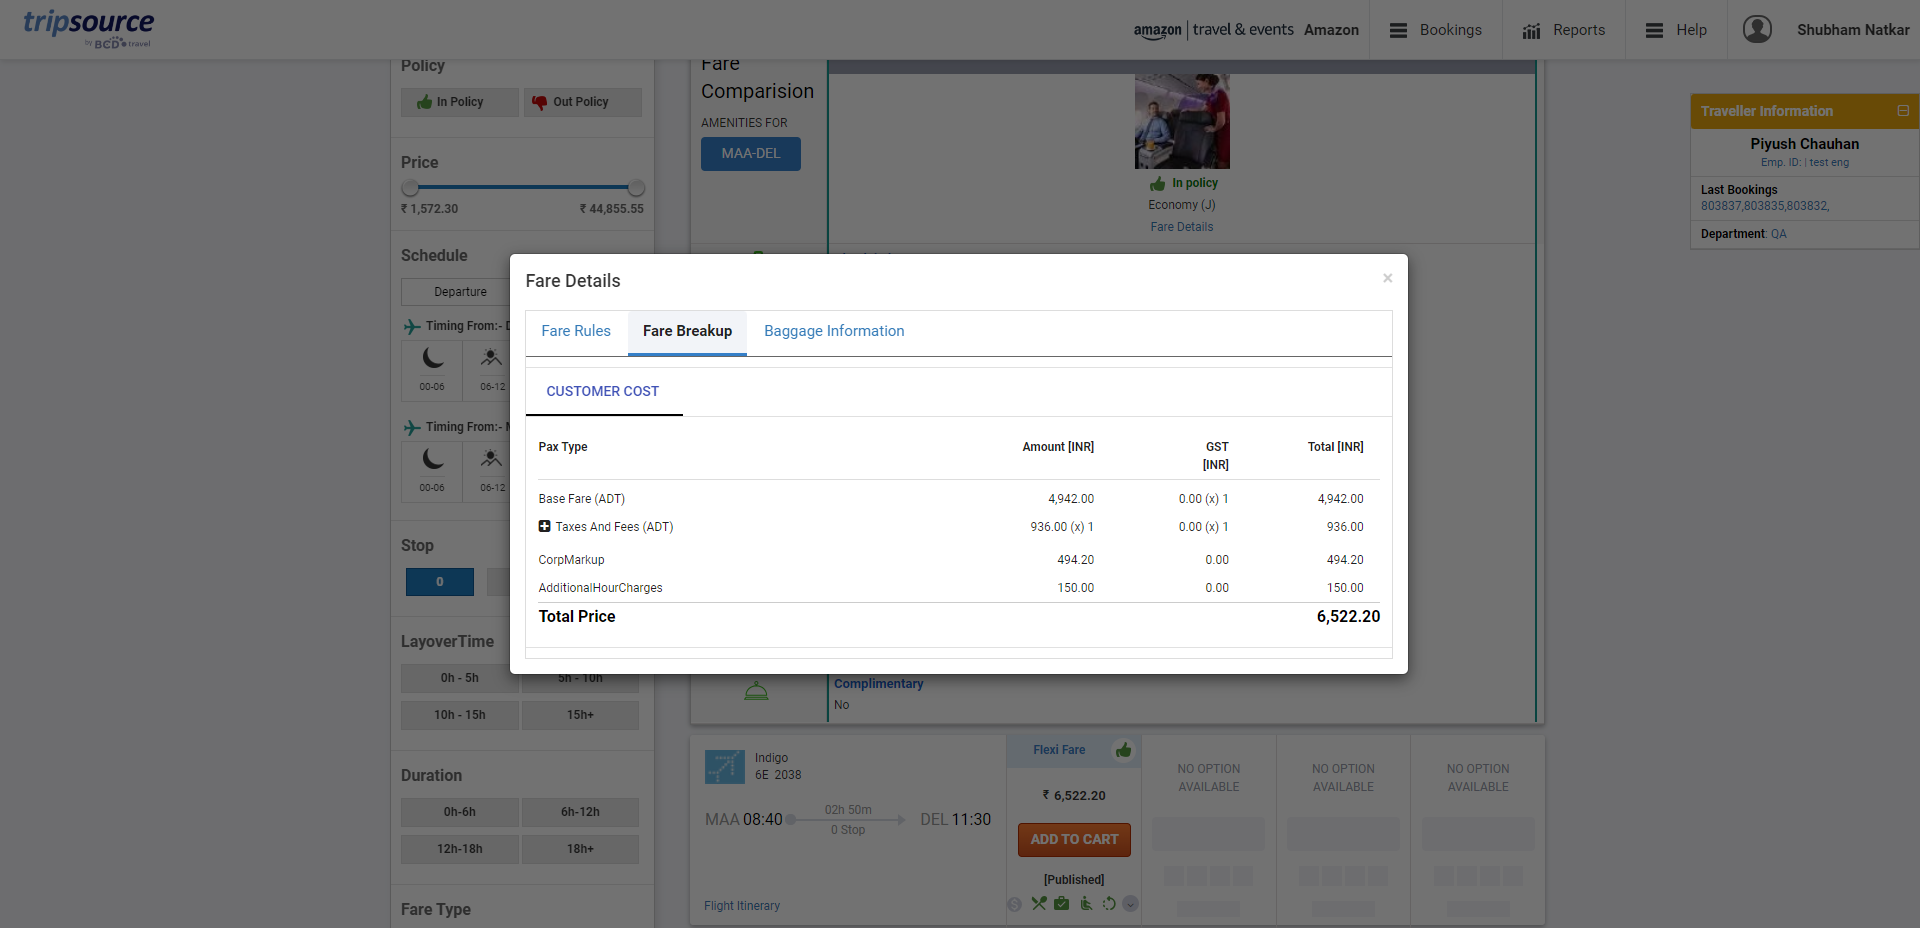 tripsource
by BCD travel
amazon | travel & events Amazon
Bookings
Reports
Help
Shubham Natkar
Policy
In Policy
Out Policy
Price
₹ 1,572.30
₹ 44,855.55
Schedule
Departure
Timing From:-
00-06
06-12
Timing From:-
00-06
06-12
Stop
0
LayoverTime
0h - 5h
5h - 10h
10h - 15h
15h+
Duration
0h-6h
6h-12h
12h-18h
18h+
Fare Type
Fare
Comparision
AMENITIES FOR
MAA-DEL
In policy
Economy (J)
Fare Details
Fare Details
×
Fare Rules
Fare Breakup
Baggage Information
CUSTOMER COST
Pax Type Amount [INR] GST [INR] Total [INR]
Base Fare (ADT) 4,942.00 0.00 (x) 1 4,942.00
Taxes And Fees (ADT) 936.00 (x) 1 0.00 (x) 1 936.00
CorpMarkup 494.20 0.00 494.20
AdditionalHourCharges 150.00 0.00 150.00
Total Price 6,522.20
Complimentary
No
Indigo
6E 2038
MAA 08:40
02h 50m
0 Stop
DEL 11:30
Flight Itinerary
Flexi Fare
₹ 6,522.20
ADD TO CART
[Published]
NO OPTION
AVAILABLE
NO OPTION
AVAILABLE
NO OPTION
AVAILABLE
Traveller Information
Piyush Chauhan
Emp. ID: | test eng
Last Bookings
803837,803835,803832,
Department: QA